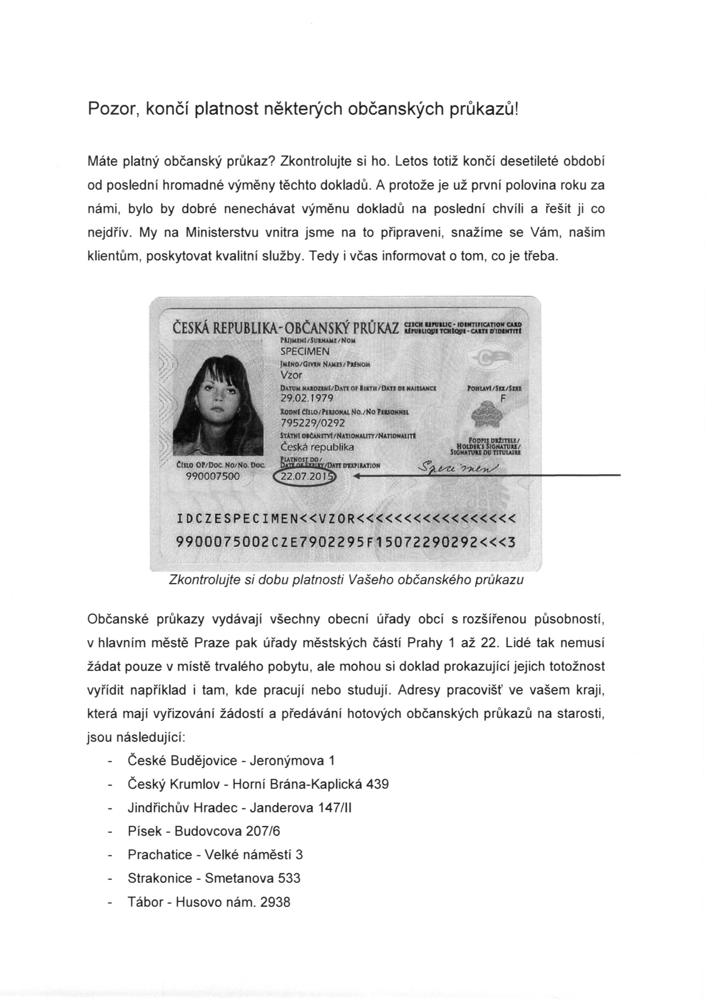 Pozor, končí platnost některých občanských průkazů!
Máte platný občanský průkaz? Zkontrolujte si ho. Letos totiž končí desetileté období
od poslední hromadné výměny těchto dokladů. A protože je už první polovina roku za
námi, bylo by dobré nenechávat výměnu dokladů na poslední chvíli a řešit ji co
nejdřív. My na Ministerstvu vnitra jsme na to připraveni, snažíme se Vám, našim
klientům, poskytovat kvalitní služby. Tedy i včas informovat o tom, co je třeba.
ČESKÁ REPUBLIKA - OBČANSKÝ PRŮKAZ
CZECH REPUBLIC - IDENTIFICATION CARD
RÉPUBLIQUE TCHÈQUE - CARTE D'IDENTITÉ
PŘÍJMENÍ/SURNAME/NOM
SPECIMEN
JMÉNO/GIVEN NAMES/PRÉNOM
Vzor
DATUM NAROZENÍ/DATE OF BIRTH/DATE DE NAISSANCE
29.02.1979
POHLAVÍ/SEX/SEXE
F
RODNÉ ČÍSLO/PERSONAL NO./NO PERSONNEL
795229/0292
STÁTNÍ OBČANSTVÍ/NATIONALITY/NATIONALITÉ
Česká republika
PODPIS DRŽITELE/
HOLDER'S SIGNATURE/
SIGNATURE DU TITULAIRE
Specimen
PLATNOST DO/
DATE OF EXPIRY/DATE D'EXPIRATION
22.07.2015
ČÍSLO OP/DOC. NO/NO. DOC.
990007500
IDCZESPECIMEN<<VZOR<<<<<<<<<<<<<<<<<
9900075002CZE7902295F15072290292<<<3
Zkontrolujte si dobu platnosti Vašeho občanského průkazu
Občanské průkazy vydávají všechny obecní úřady obcí s rozšířenou působností,
v hlavním městě Praze pak úřady městských částí Prahy 1 až 22. Lidé tak nemusí
žádat pouze v místě trvalého pobytu, ale mohou si doklad prokazující jejich totožnost
vyřídit například i tam, kde pracují nebo studují. Adresy pracovišť ve vašem kraji,
která mají vyřizování žádostí a předávání hotových občanských průkazů na starosti,
jsou následující:
- České Budějovice - Jeronýmova 1
- Český Krumlov - Horní Brána-Kaplická 439
- Jindřichův Hradec - Janderova 147/II
- Písek - Budovcova 207/6
- Prachatice - Velké náměstí 3
- Strakonice - Smetanova 533
- Tábor - Husovo nám. 2938